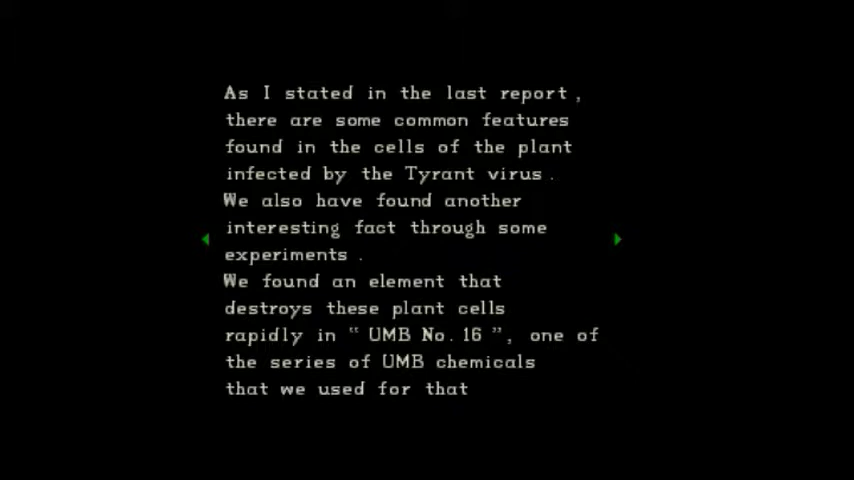 As I stated in the last report,
there are some common features
found in the cells of the plant
infected by the Tyrant virus.
We also have found another
interesting fact through some
experiments.
We found an element that
destroys these plant cells
rapidly in “UMB No.16”, one of
the series of UMB chemicals
that we used for that